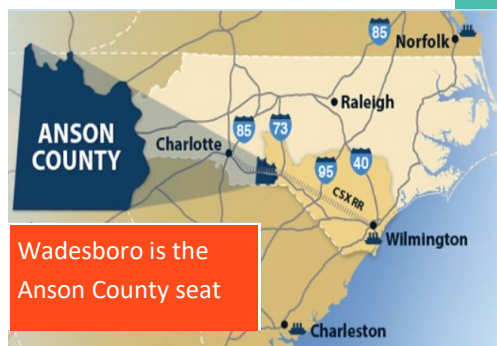 85
Norfolk
Raleigh
ANSON
COUNTY
Charlotte
85
73
95
40
CSX RR
Wilmington
Wadesboro is the
Anson County seat
Charleston